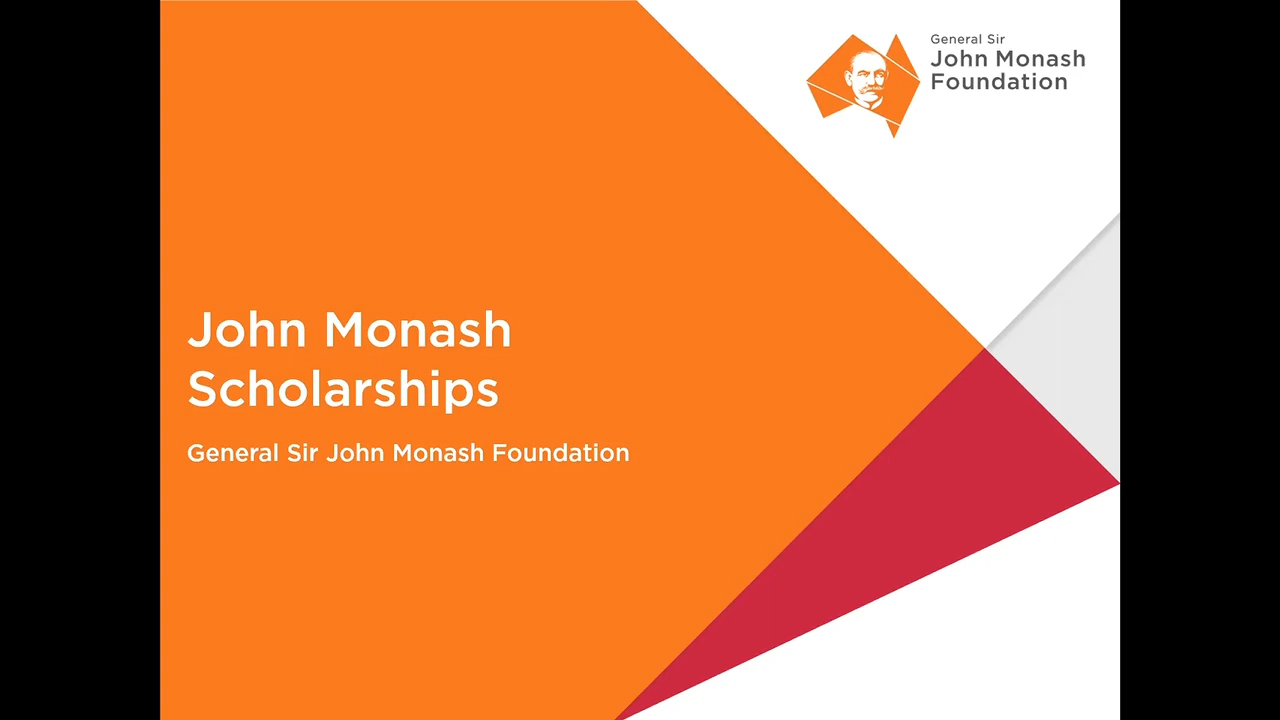 General Sir
John Monash
Foundation
John Monash
Scholarships
General Sir John Monash Foundation